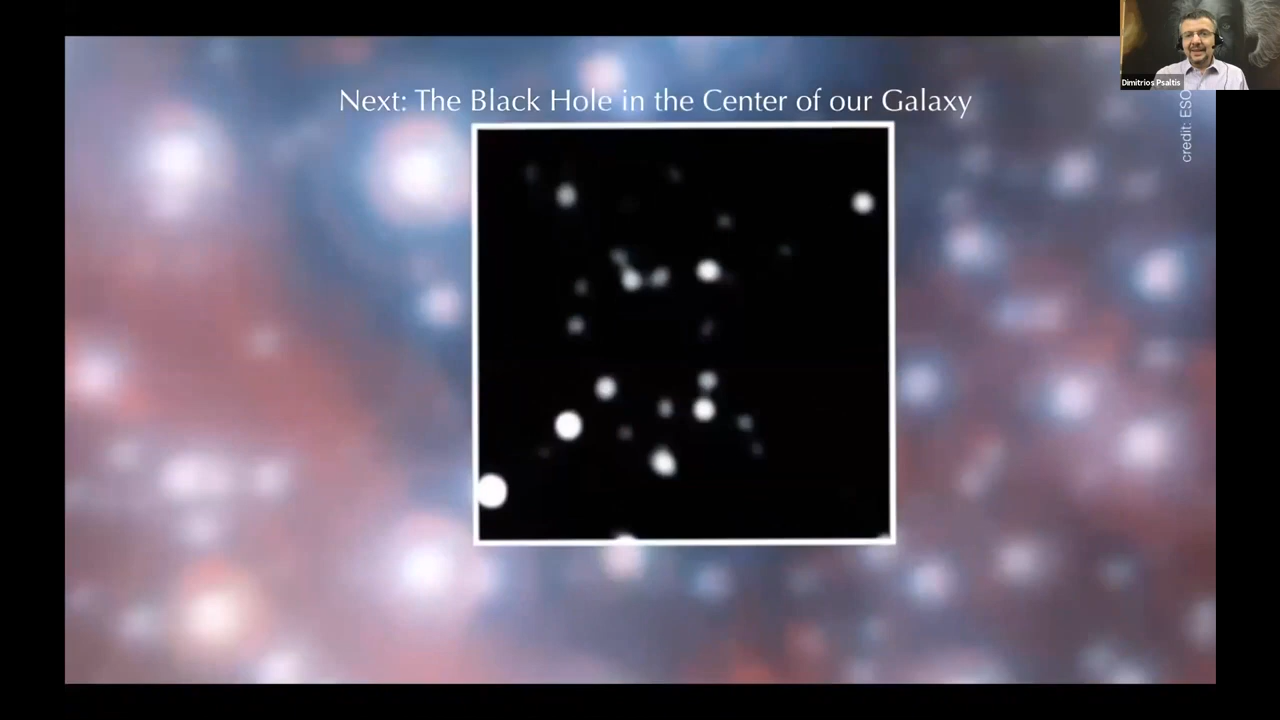 Next: The Black Hole in the Center of our Galaxy
Dimitrios Psaltis
credit: ESO